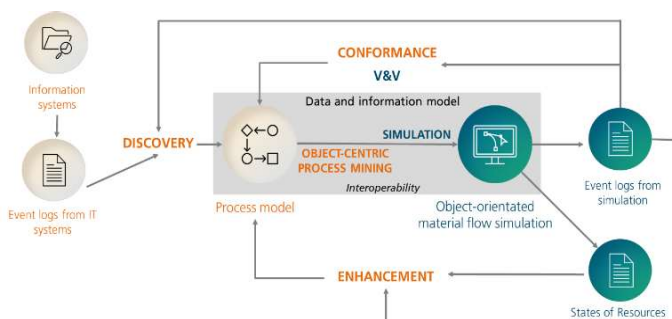 CONFORMANCE
V&V
Information
systems
Data and information model
DISCOVERY
SIMULATION
OBJECT-CENTRIC
PROCESS MINING
Interoperability
Event logs from IT
systems
Process model
Object-orientated
material flow simulation
Event logs from
simulation
ENHANCEMENT
States of Resources